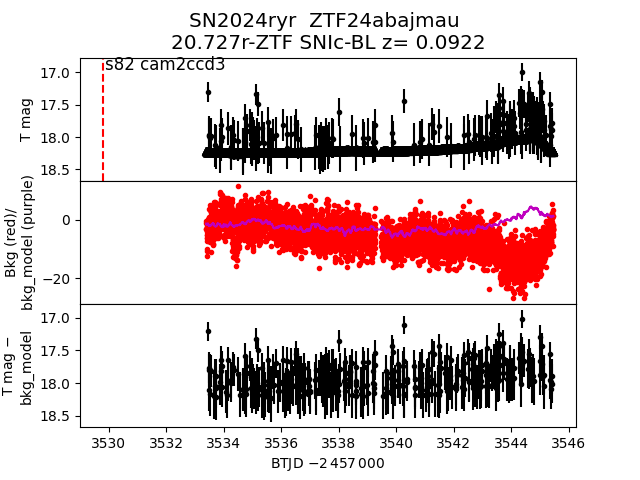 SN2024ryr  ZTF24abajmau
20.727r-ZTF SNIc-BL z= 0.0922
s82 cam2ccd3
T mag
17.0
17.5
18.0
18.5
Bkg (red)/
bkg_model (purple)
0
−20
T mag −
bkg_model
17.0
17.5
18.0
18.5
3530 3532 3534 3536 3538 3540 3542 3544 3546
BTJD −2 457 000